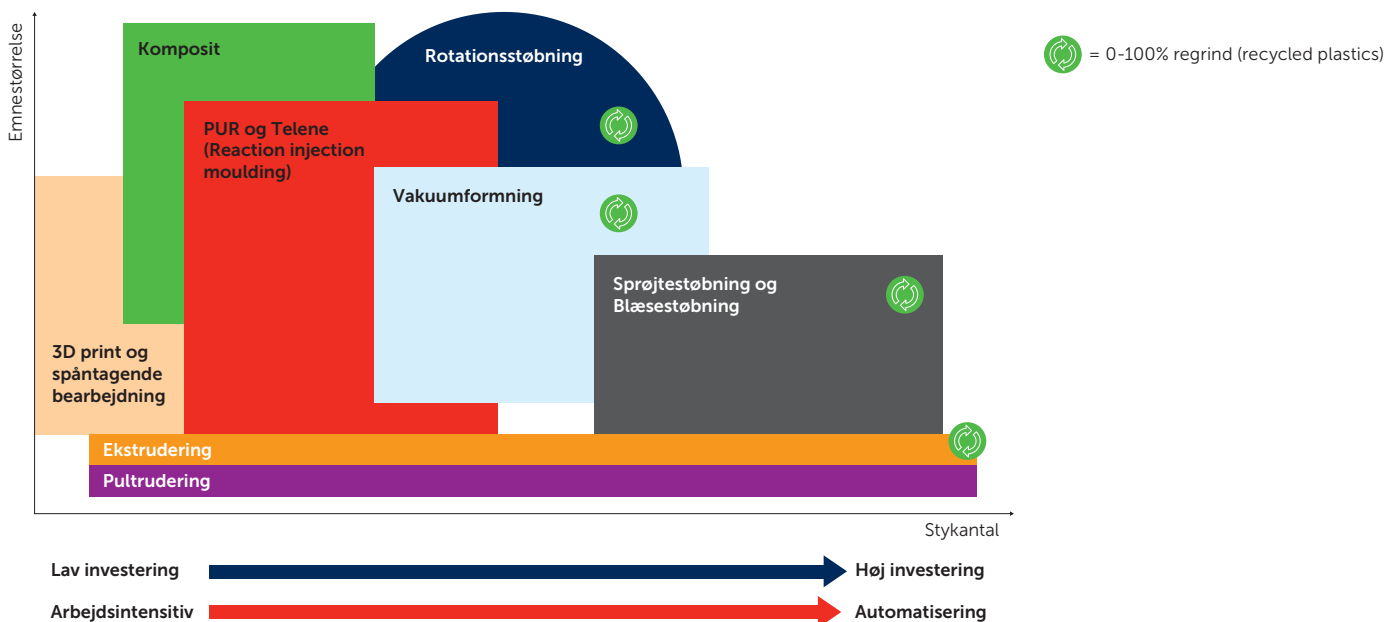 Emnestørrelse
Komposit
Rotationsstøbning
= 0-100% regrind (recycled plastics)
PUR og Telene
(Reaction injection
moulding)
Vakuumformning
Sprøjtestøbning og
Blæsestøbning
3D print og
spåntagende
bearbejdning
Ekstrudering
Pultrudering
Stykantal
Lav investering
Høj investering
Arbejdsintensitiv
Automatisering